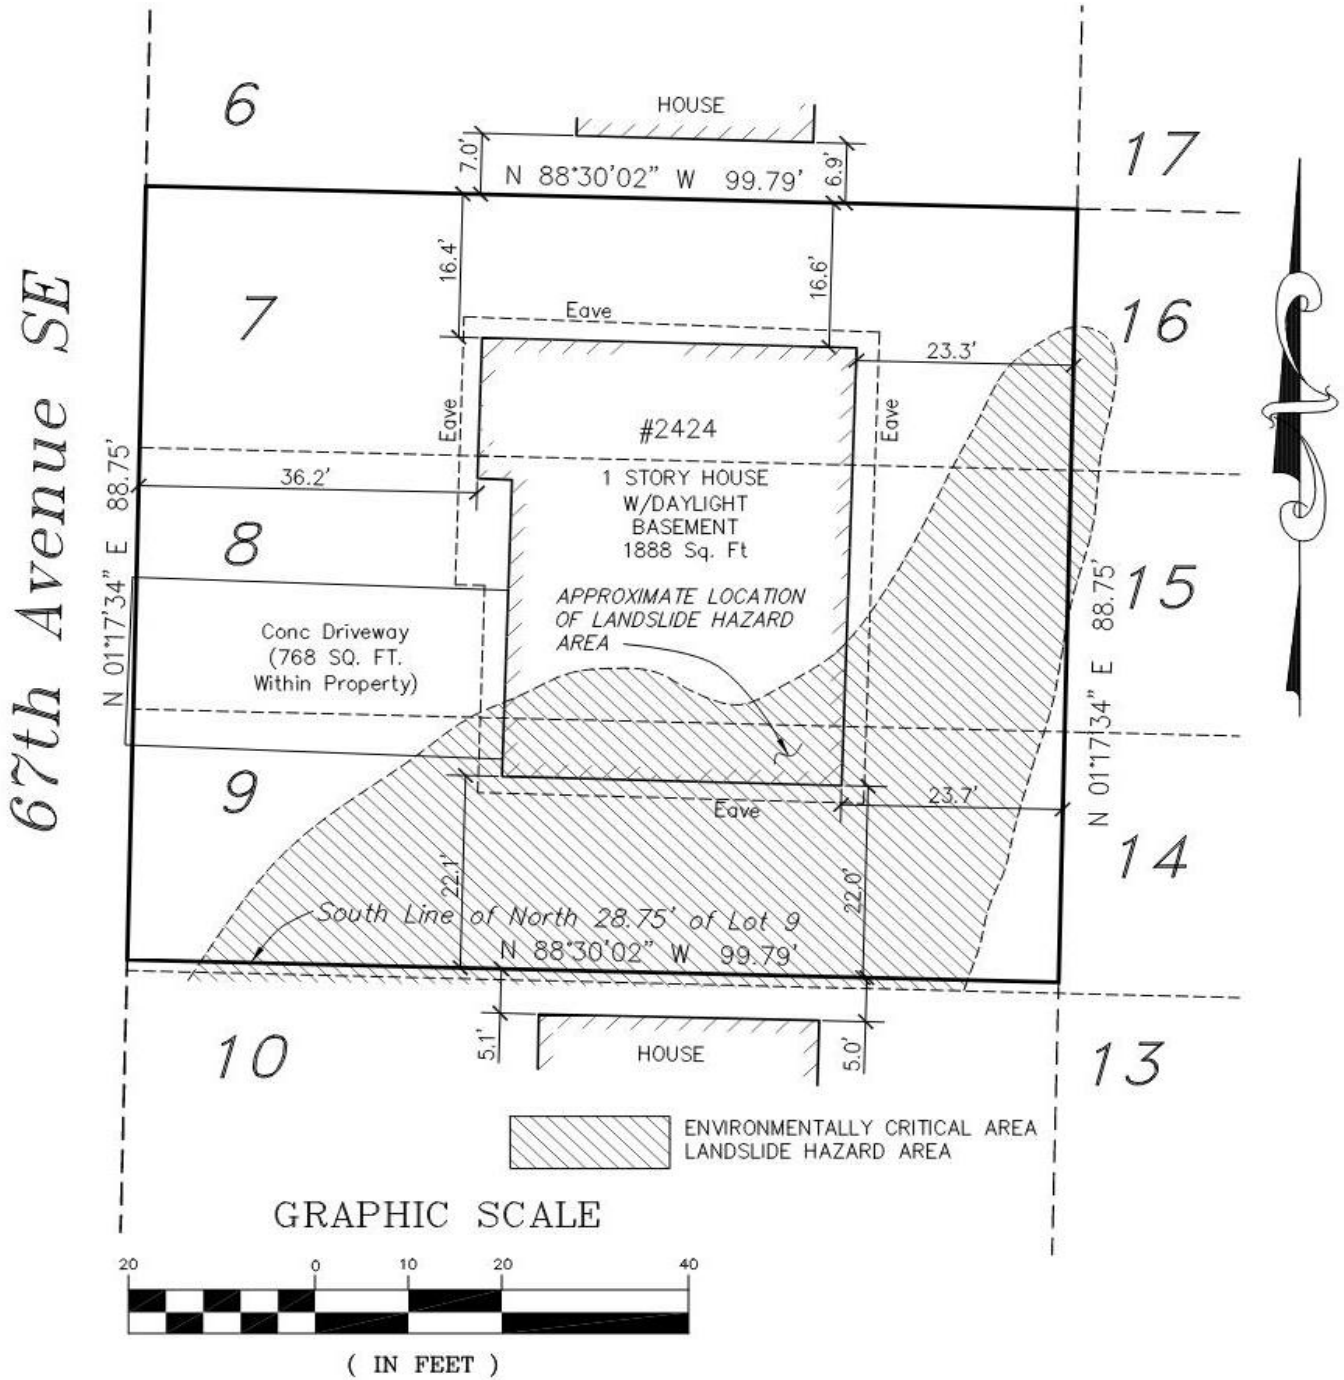 6
HOUSE
17
7.0'
N 88°30'02" W 99.79'
6.9'
67th Avenue SE
7
16.4'
16.6'
16
Eave
23.3'
Eave
#2424
Eave
N 01°17'34" E 88.75'
36.2'
8
1 STORY HOUSE
W/DAYLIGHT
BASEMENT
1888 Sq. Ft
APPROXIMATE LOCATION
OF LANDSLIDE HAZARD
AREA
15
N 01°17'34" E 88.75'
Conc Driveway
(768 SQ. FT.
Within Property)
9
Eave
23.7'
14
22.1'
22.0'
South Line of North 28.75' of Lot 9
N 88°30'02" W 99.79'
10
5.1'
HOUSE
5.0'
13
ENVIRONMENTALLY CRITICAL AREA
LANDSLIDE HAZARD AREA
GRAPHIC SCALE
20 0 10 20 40
( IN FEET )